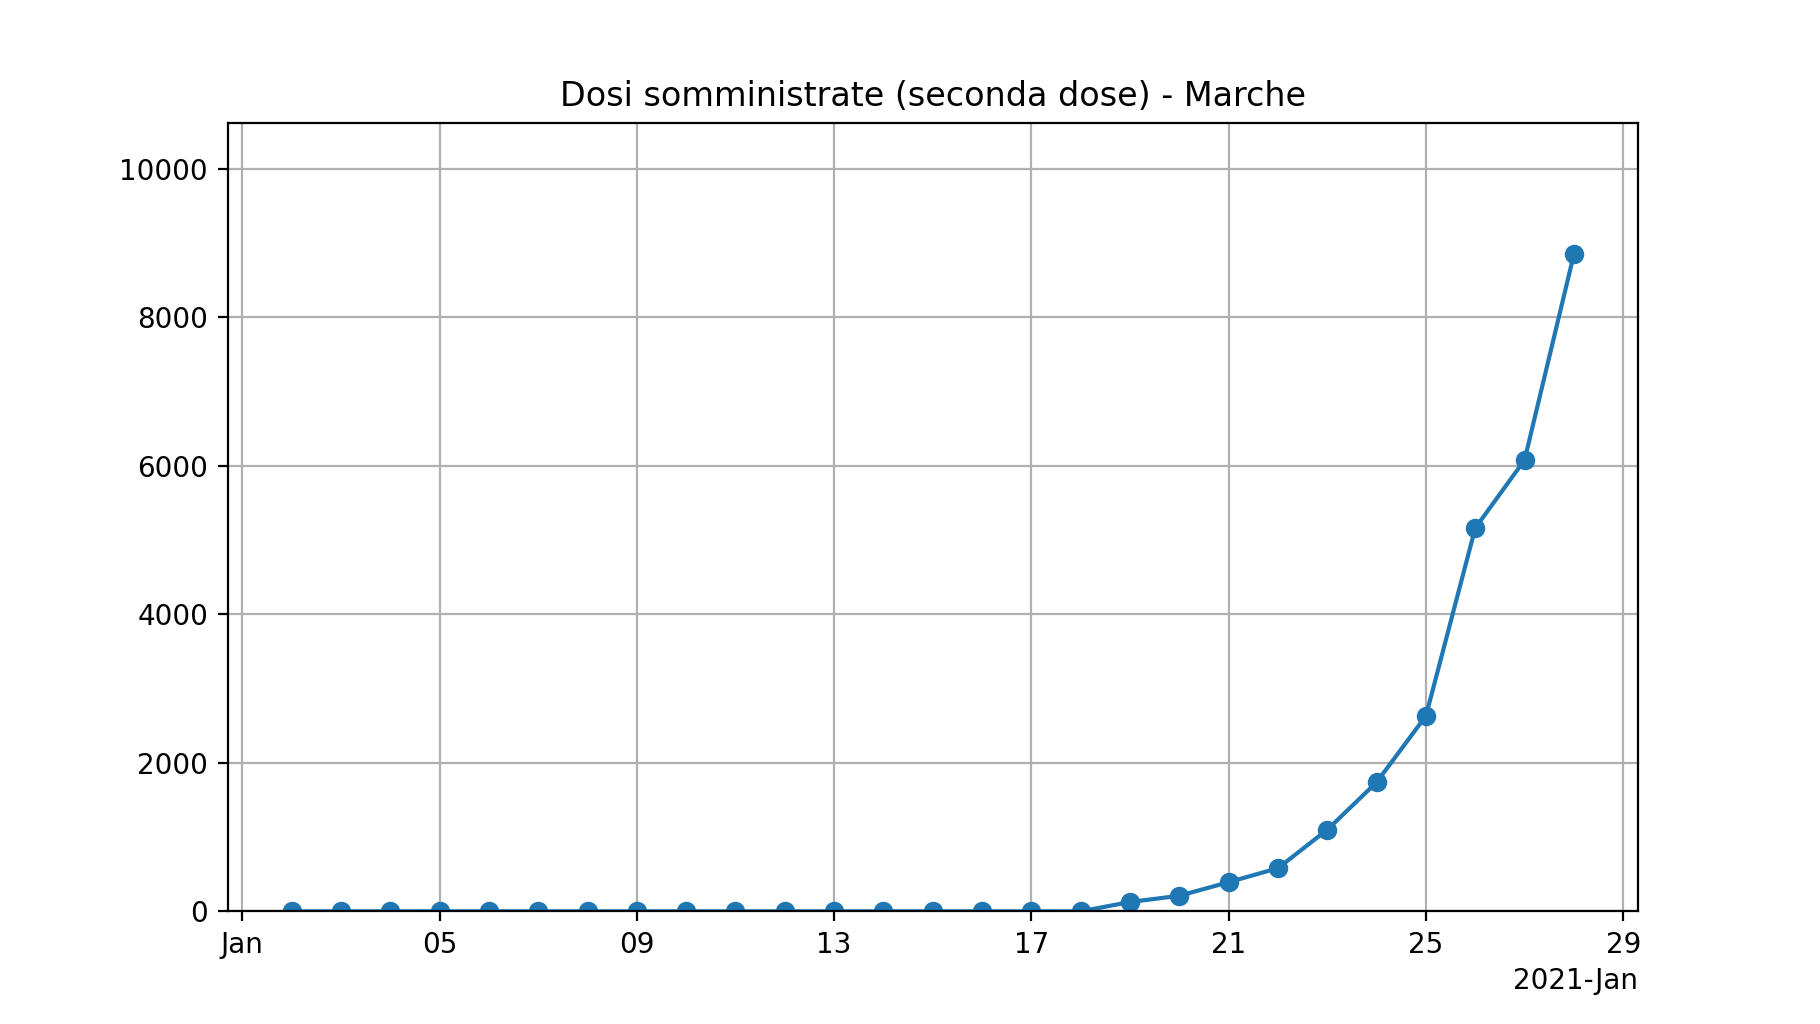 Dosi somministrate (seconda dose) - Marche
10000
8000
6000
4000
2000
0
Jan 05 09 13 17 21 25 29
2021-Jan